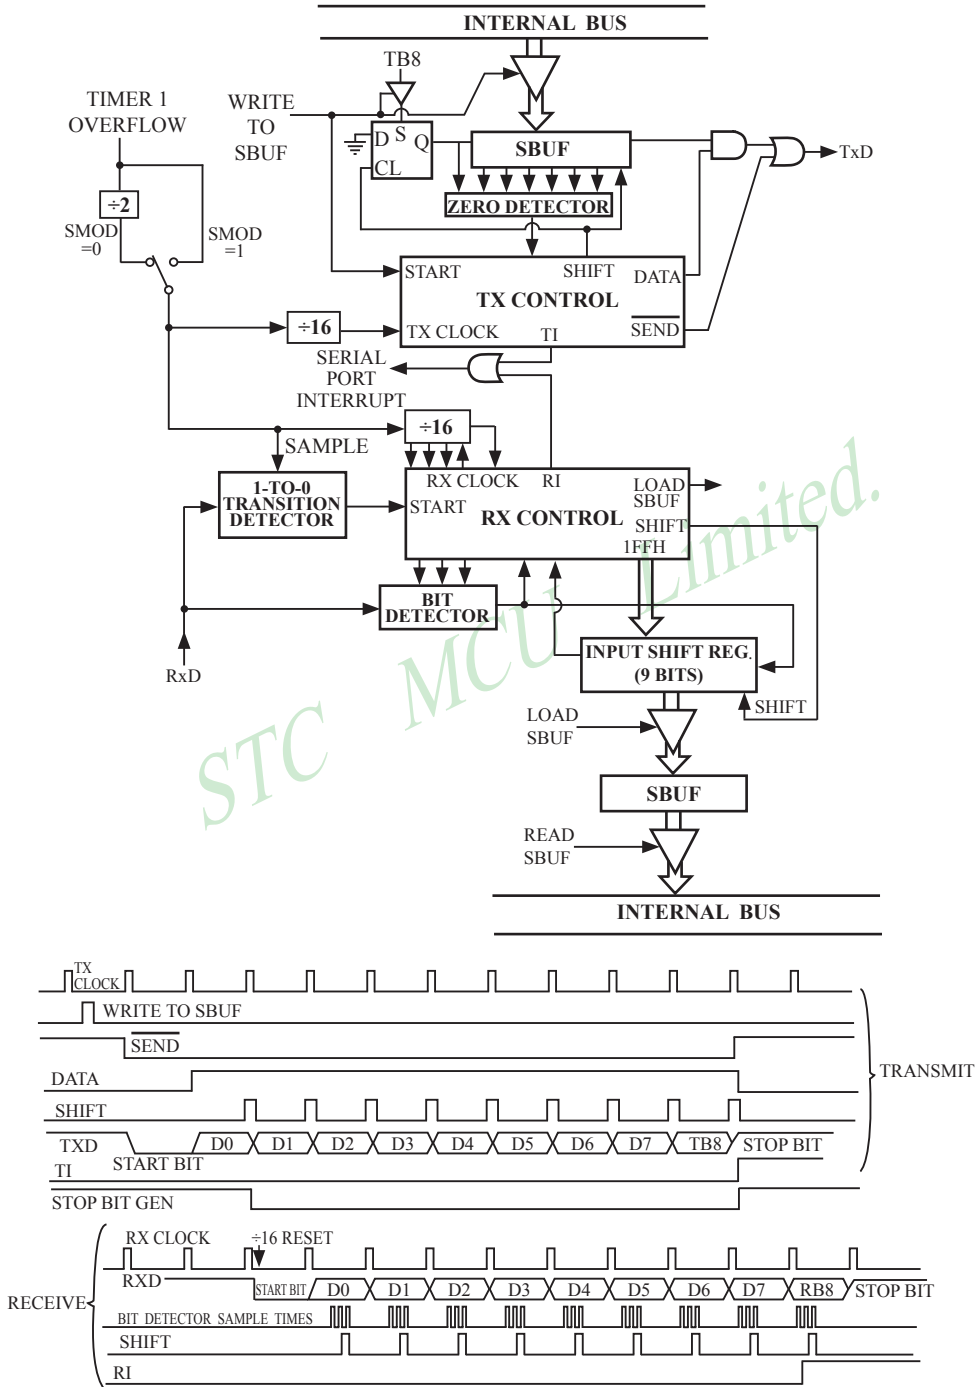 INTERNAL BUS
TB8
TIMER 1
OVERFLOW
WRITE
TO
SBUF
D
S
Q
CL
SBUF
TxD
÷2
ZERO DETECTOR
SMOD
=0
SMOD
=1
START
SHIFT
DATA
TX CONTROL
÷16
TX CLOCK
TI
SEND
SERIAL
PORT
INTERRUPT
÷16
SAMPLE
1-TO-0
TRANSITION
DETECTOR
RX CLOCK
RI
LOAD
SBUF
START
RX CONTROL
SHIFT
1FFH
BIT
DETECTOR
RxD
INPUT SHIFT REG.
(9 BITS)
SHIFT
LOAD
SBUF
SBUF
READ
SBUF
INTERNAL BUS
STC MCU Limited.
TX
CLOCK
WRITE TO SBUF
SEND
DATA
TRANSMIT
SHIFT
TXD
START BIT
D0 D1 D2 D3 D4 D5 D6 D7 TB8
STOP BIT
TI
STOP BIT GEN
RX CLOCK
÷16 RESET
RXD
START BIT
D0 D1 D2 D3 D4 D5 D6 D7 RB8
STOP BIT
RECEIVE
BIT DETECTOR SAMPLE TIMES
SHIFT
RI